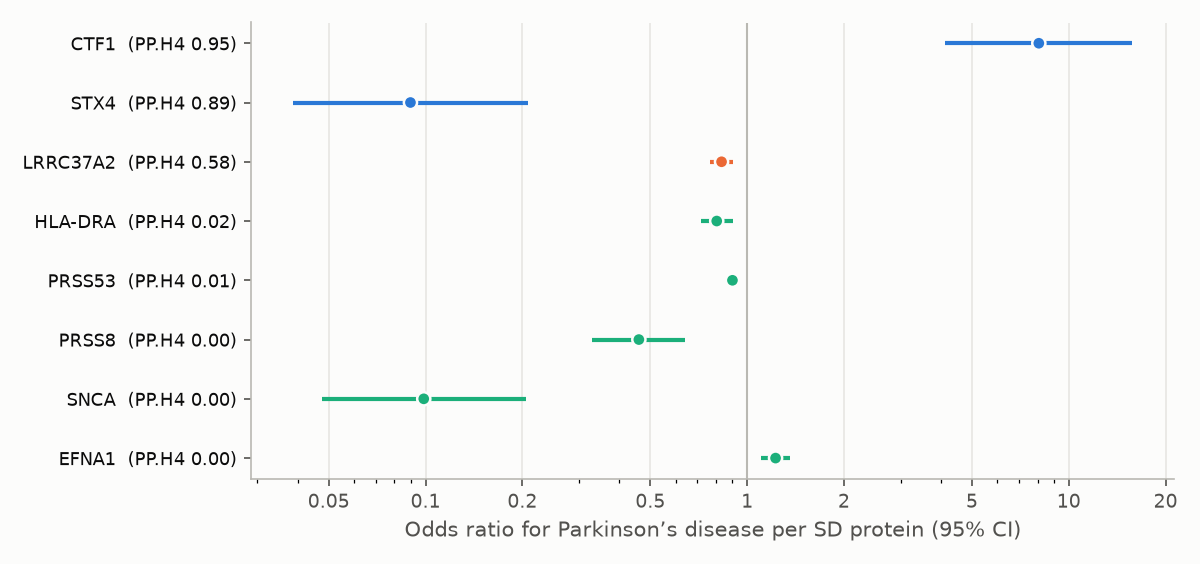 CTF1 (PP.H4 0.95)
STX4 (PP.H4 0.89)
LRRC37A2 (PP.H4 0.58)
HLA-DRA (PP.H4 0.02)
PRSS53 (PP.H4 0.01)
PRSS8 (PP.H4 0.00)
SNCA (PP.H4 0.00)
EFNA1 (PP.H4 0.00)
0.05 0.1 0.2 0.5 1 2 5 10 20
Odds ratio for Parkinson’s disease per SD protein (95% CI)